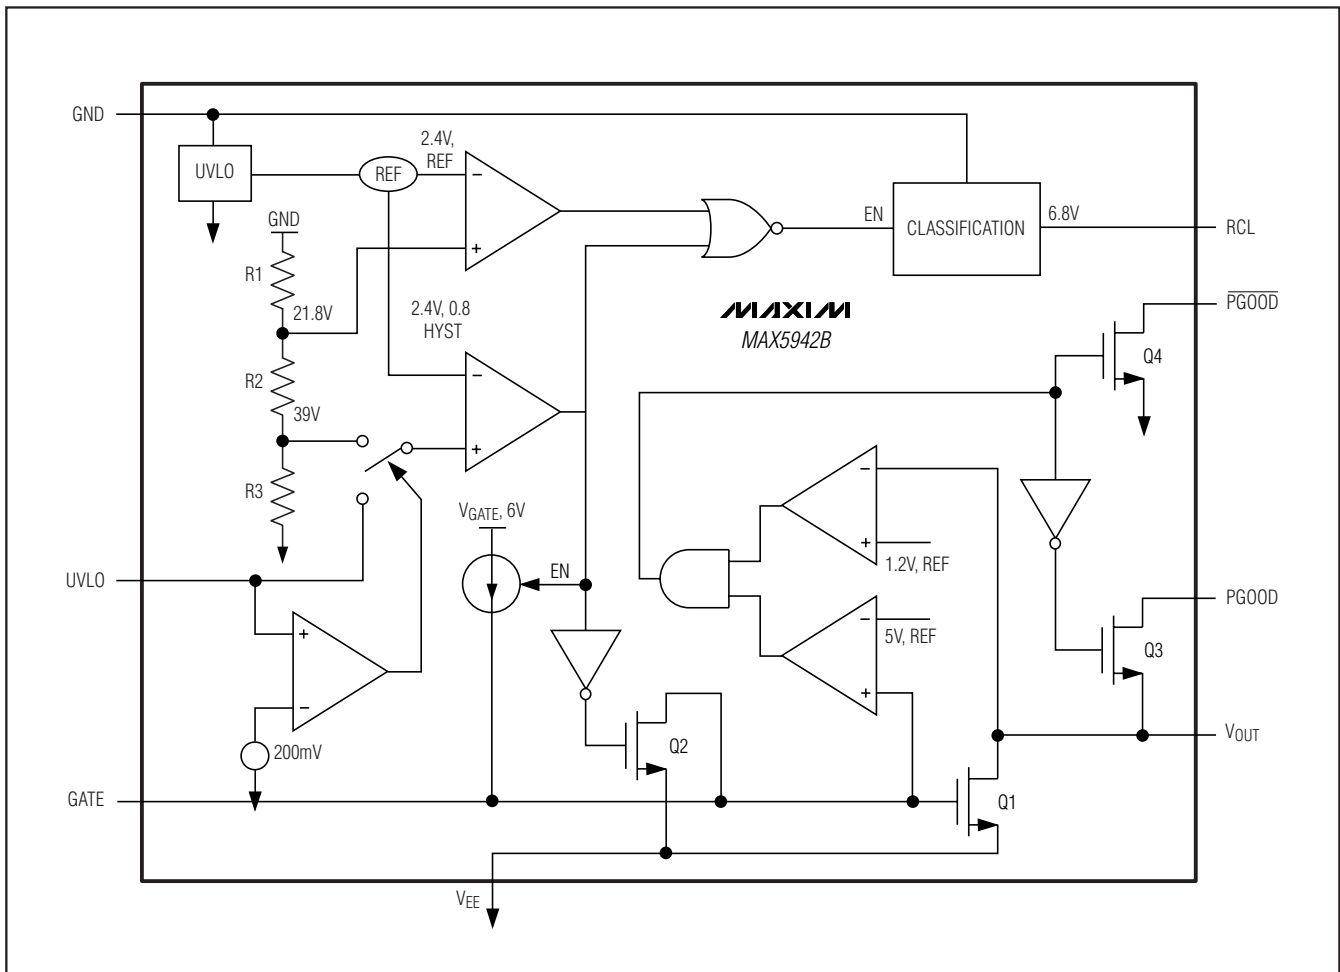 GND
UVLO
REF
2.4V,
REF
−
+
GND
R1
21.8V
R2
39V
R3
2.4V, 0.8
HYST
−
+
EN
CLASSIFICATION
6.8V
RCL
MAXIM
MAX5942B
PGOOD
Q4
UVLO
+
−
200mV
VGATE, 6V
EN
−
+
1.2V, REF
−
5V, REF
+
PGOOD
Q3
Q2
VOUT
GATE
Q1
VEE